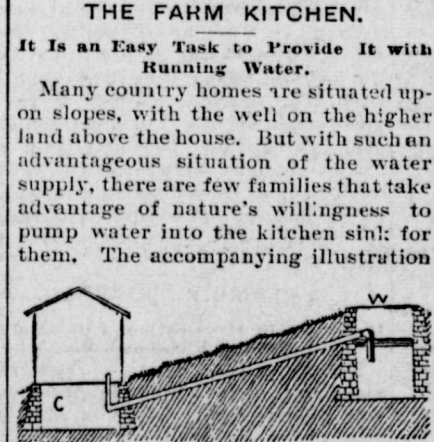 THE FARM KITCHEN.
It Is an Easy Task to Provide It with
Running Water.
Many country homes are situated up-
on slopes, with the well on the higher
land above the house. But with such an
advantageous situation of the water
supply, there are few families that take
advantage of nature's willingness to
pump water into the kitchen sink for
them. The accompanying illustration
W
C